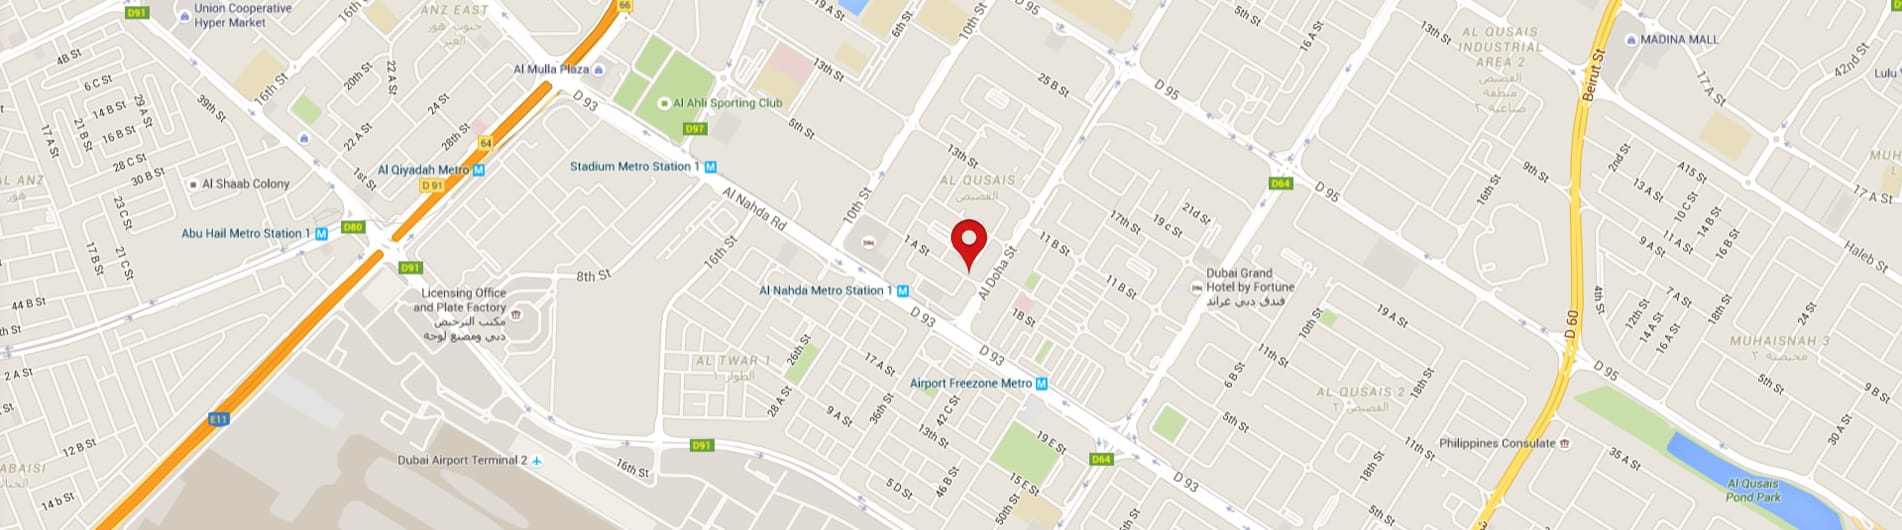 D91
Union Cooperative
Hyper Market
16th St
ANZ EAST
جنوب هور
العنز
66
19 A St
6th St
10th St
D 95
5th St
16 A St
13th St
AL QUSAIS
INDUSTRIAL
AREA 2
القصيص
منطقة
صناعية ٢
Beirut St
MADINA MALL
42nd St
Lulu
17 A St
4B St
6 C St
14 B St
16 B St
29 A St
21 B St
17 A St
28 C St
30 B St
39th St
16th St
20th St
22 A St
24 St
22 A St
28th St
1st St
Al Mulla Plaza
D 93
Al Ahli Sporting Club
D97
13th St
5th St
25 B St
D 95
64
Al Qiyadah Metro
D 91
Stadium Metro Station 1
Al Nahda Rd
13th St
AL QUSAIS
القصيص
10th St
D64
D 95
9th St
16th St
2nd St
A15 St
13 A St
10 C St
14 B St
11 A St
9 A St
16 B St
17 A St
Haleb St
AL ANZ
هور
Al Shaab Colony
23 C St
21 C St
17 B St
Abu Hail Metro Station 1
D80
D91
8th St
16th St
1 A St
Al Doha St
11 B St
17th St
19 c St
21d St
11 B St
1B St
Dubai Grand
Hotel by Fortune
فندق دبي غراند
Licensing Office
and Plate Factory
مكتب الترخيص
دبي ومصنع لوحة
Al Nahda Metro Station 1
D 93
D 93
44 B St
2 A St
E11
12 B St
14 b St
AL TWAR 1
الطوار ١
26th St
28 A St
17 A St
9 A St
36th St
42 C St
13th St
Airport Freezone Metro
19 E St
15 E St
46 B St
50th St
5 D St
Dubai Airport Terminal 2
16th St
D91
D64
D 93
10th St
19 A St
11th St
6 B St
5th St
AL QUSAIS 2
القصيص ٢
18th St
11th St
18th St
5th St
Philippines Consulate
D 60
4th St
7 A St
12th St
14 A St
16 A St
18th St
24 St
MUHAISNAH 3
محيصنة ٣
D 95
5th St
9 B St
30 A St
35 A St
Al Qusais
Pond Park